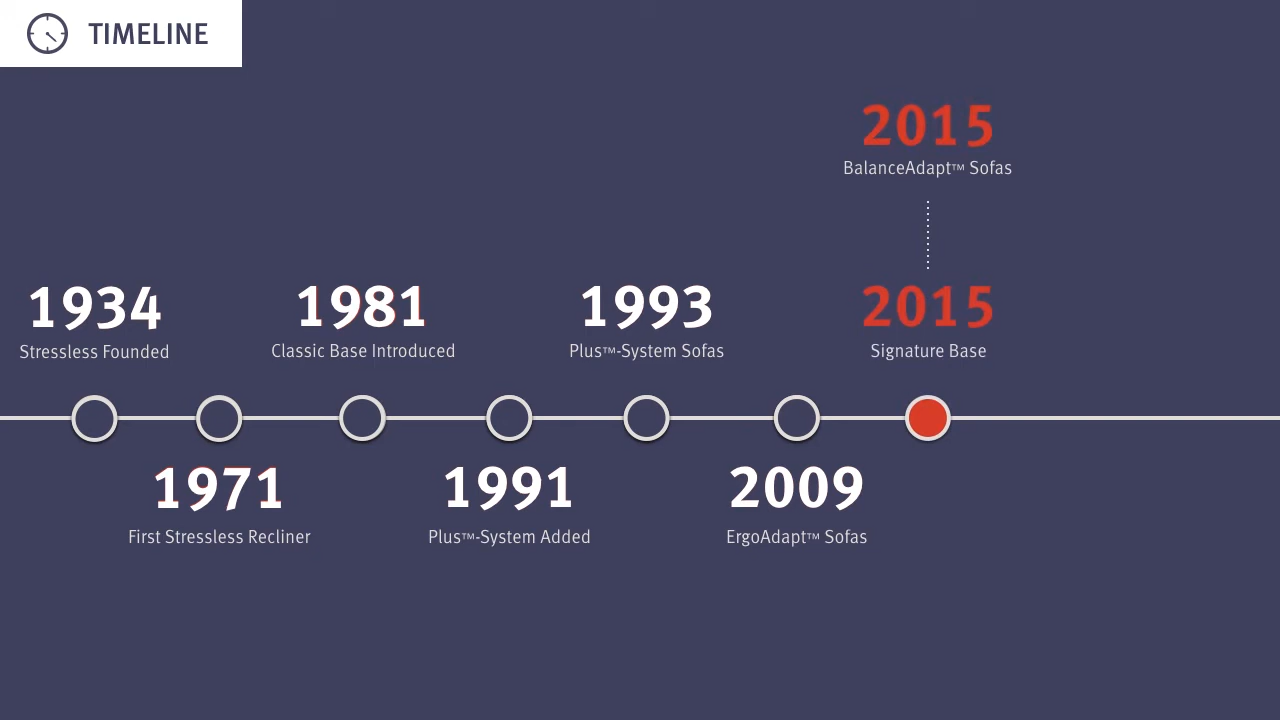 TIMELINE
2015
BalanceAdapt™ Sofas
1934
Stressless Founded
1981
Classic Base Introduced
1993
Plus™-System Sofas
2015
Signature Base
1971
First Stressless Recliner
1991
Plus™-System Added
2009
ErgoAdapt™ Sofas